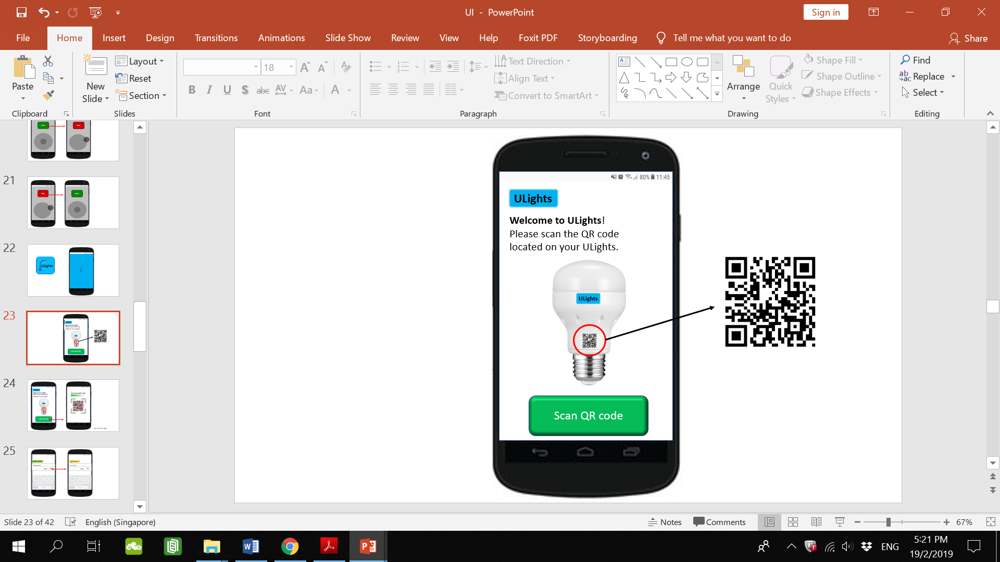 UI - PowerPoint
Sign in
File
Home
Insert
Design
Transitions
Animations
Slide Show
Review
View
Help
Foxit PDF
Storyboarding
Tell me what you want to do
Share
Paste
Clipboard
New
Slide
Layout
Reset
Section
Slides
18
A A
B I U S abc AV Aa A
Font
Text Direction
Align Text
Convert to SmartArt
Paragraph
Arrange
Quick
Styles
Shape Fill
Shape Outline
Shape Effects
Drawing
Find
Replace
Select
Editing
21
22
ULights
23
24
25
80% 11:45
ULights
Welcome to ULights!
Please scan the QR code
located on your ULights.
ULights
Scan QR code
Slide 23 of 42
English (Singapore)
Notes
Comments
67%
ENG
5:21 PM
19/2/2019